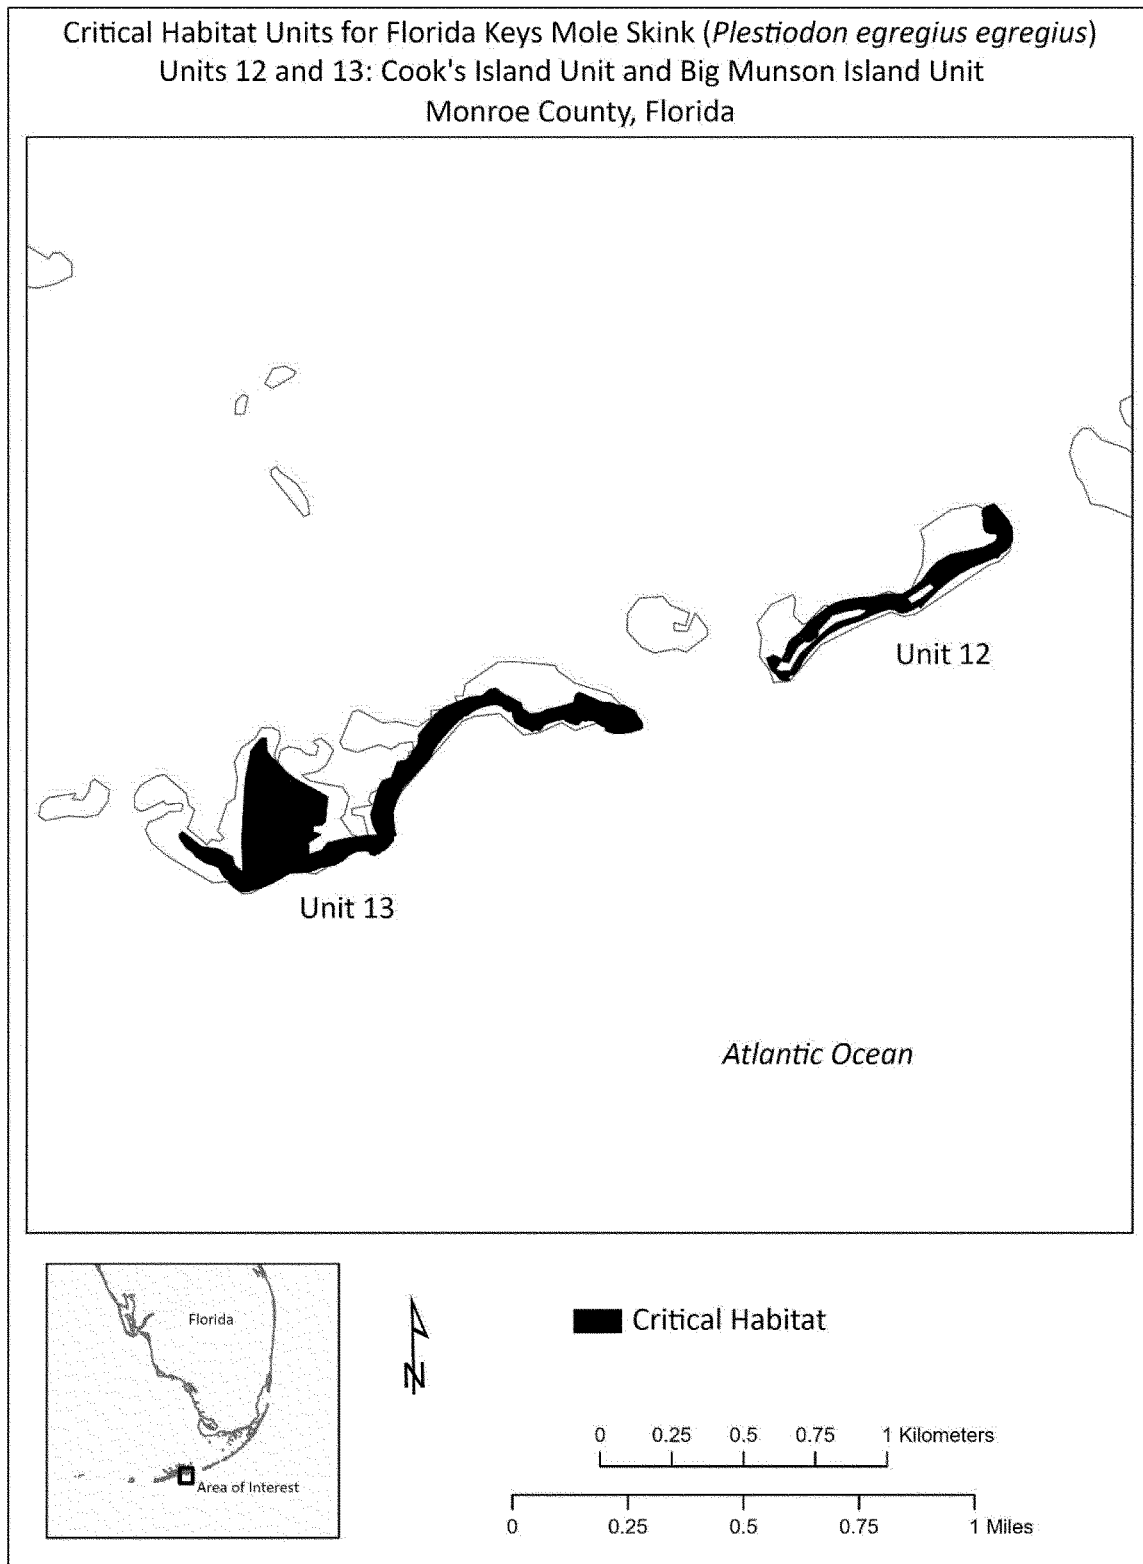 Critical Habitat Units for Florida Keys Mole Skink (Plestiodon egregius egregius)
Units 12 and 13: Cook's Island Unit and Big Munson Island Unit
Monroe County, Florida
Unit 12
Unit 13
Atlantic Ocean
Florida
Area of Interest
N
Critical Habitat
0 0.25 0.5 0.75 1 Kilometers
0 0.25 0.5 0.75 1 Miles